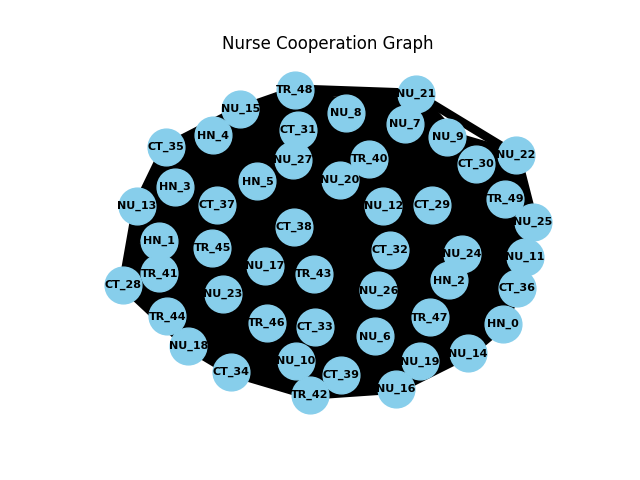 Nurse Cooperation Graph
TR_48
NU_21
NU_15
NU_8
NU_7
HN_4
CT_31
NU_9
CT_35
NU_22
NU_27
TR_40
CT_30
HN_5
NU_20
HN_3
TR_49
NU_13
CT_37
NU_12
CT_29
NU_25
CT_38
HN_1
TR_45
CT_32
NU_24
NU_11
NU_17
TR_41
TR_43
HN_2
CT_28
CT_36
NU_23
NU_26
TR_44
TR_46
CT_33
TR_47
HN_0
NU_6
NU_18
NU_14
NU_10
NU_19
CT_34
CT_39
NU_16
TR_42